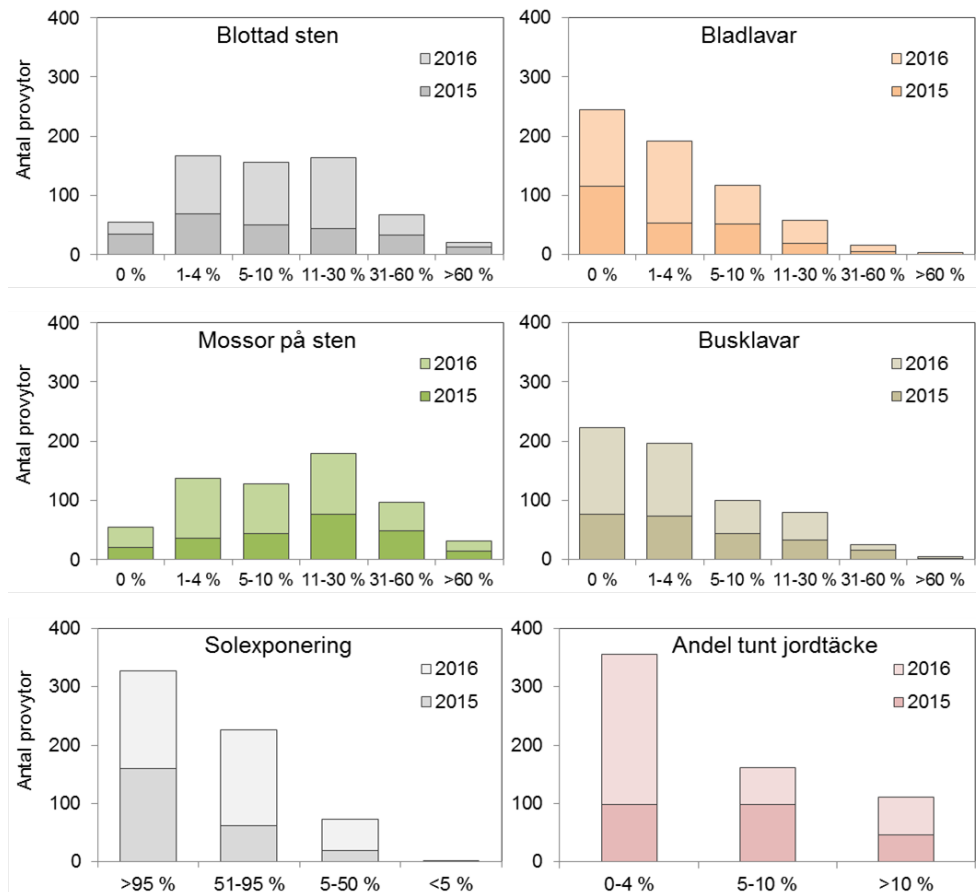 Blottad sten
2016
2015
Antal provytor
400
300
200
100
0
0 % 1-4 % 5-10 % 11-30 % 31-60 % >60 %
Bladlavar
2016
2015
400
300
200
100
0
0 % 1-4 % 5-10 % 11-30 % 31-60 % >60 %
Mossor på sten
2016
2015
Antal provytor
400
300
200
100
0
0 % 1-4 % 5-10 % 11-30 % 31-60 % >60 %
Busklavar
2016
2015
400
300
200
100
0
0 % 1-4 % 5-10 % 11-30 % 31-60 % >60 %
Solexponering
2016
2015
Antal provytor
400
300
200
100
0
>95 % 51-95 % 5-50 % <5 %
Andel tunt jordtäcke
2016
2015
400
300
200
100
0
0-4 % 5-10 % >10 %